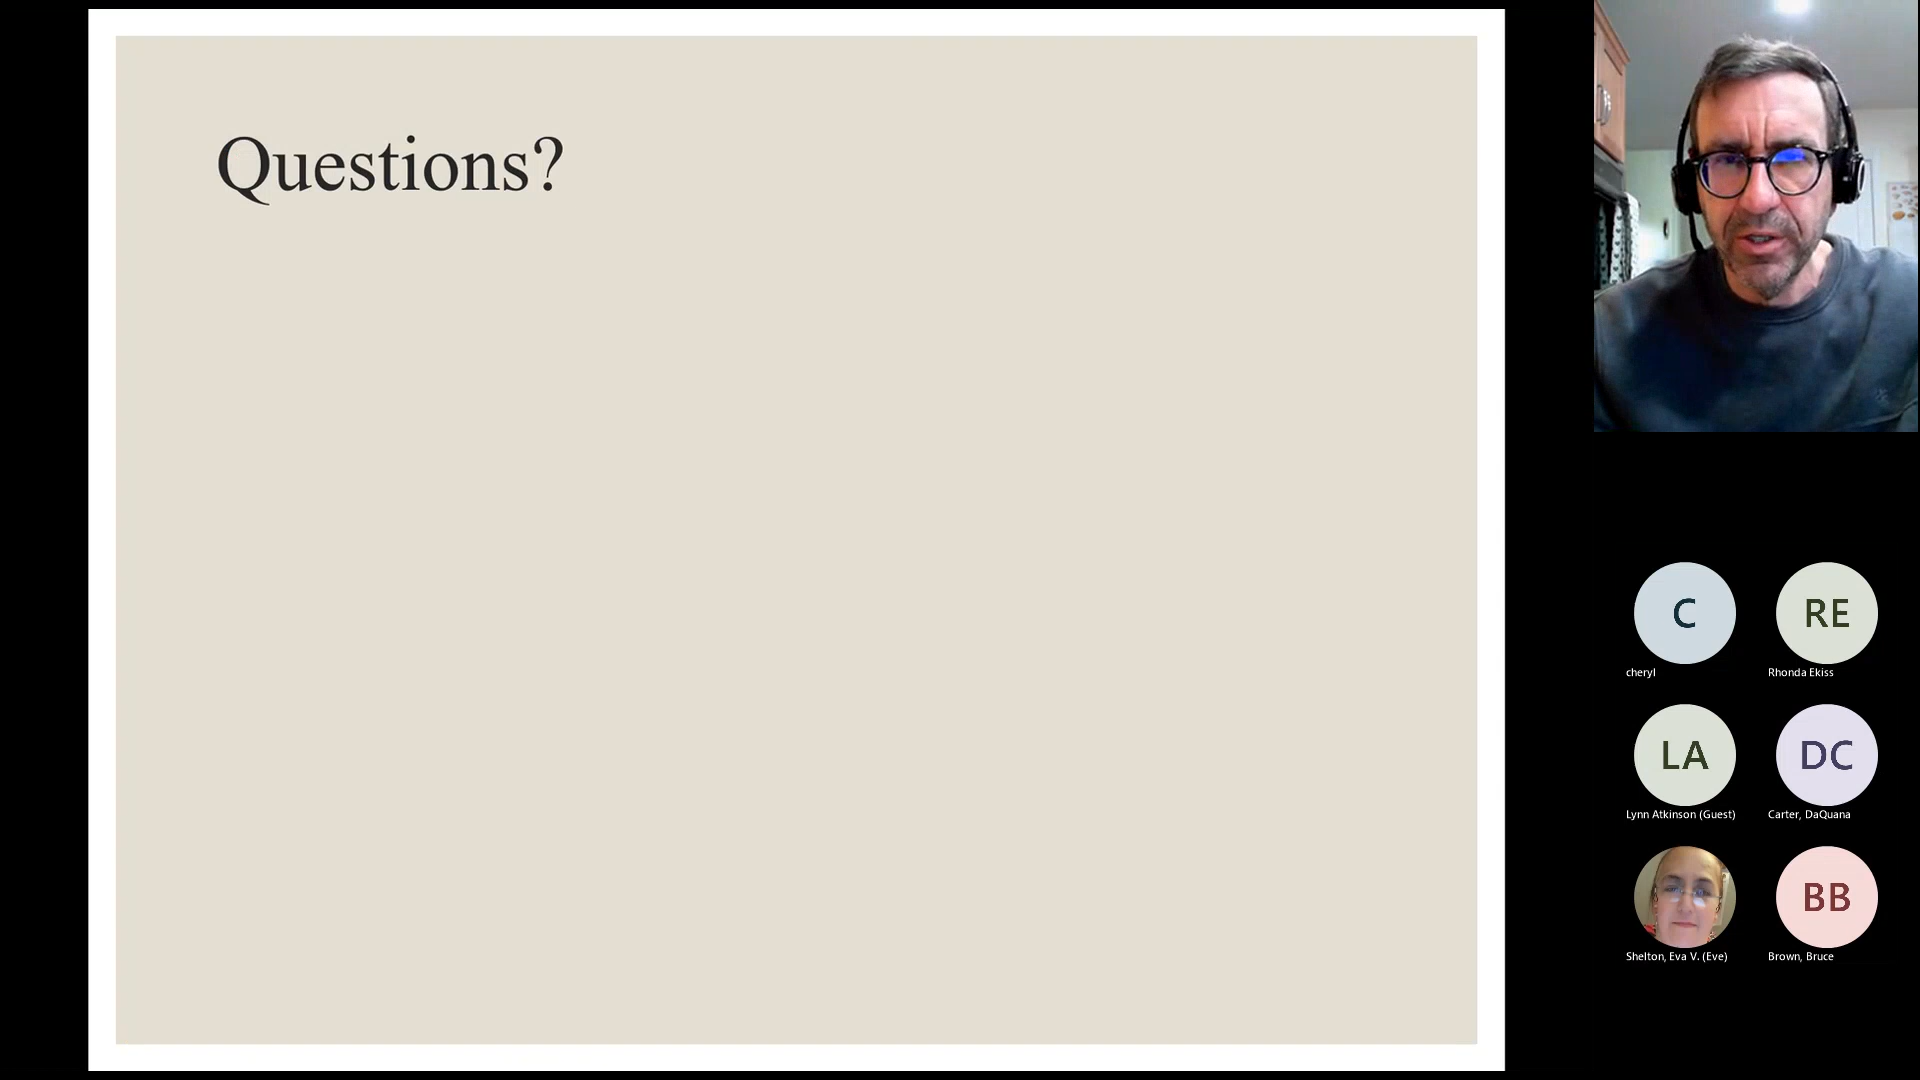 Questions?
C
RE
cheryl
Rhonda Ekiss
LA
DC
Lynn Atkinson (Guest)
Carter, DaQuana
BB
Shelton, Eva V. (Eve)
Brown, Bruce